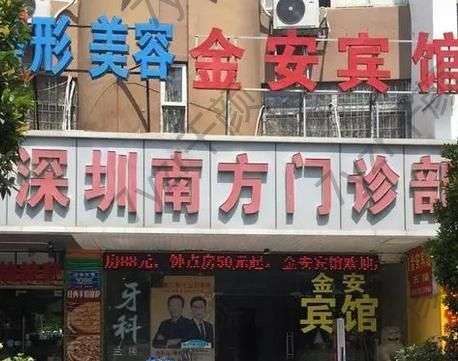 形 美容 金安宾馆
深圳南方门诊部
房88元，钟点房50元起，金安宾馆欢迎
牙科
金安
宾馆